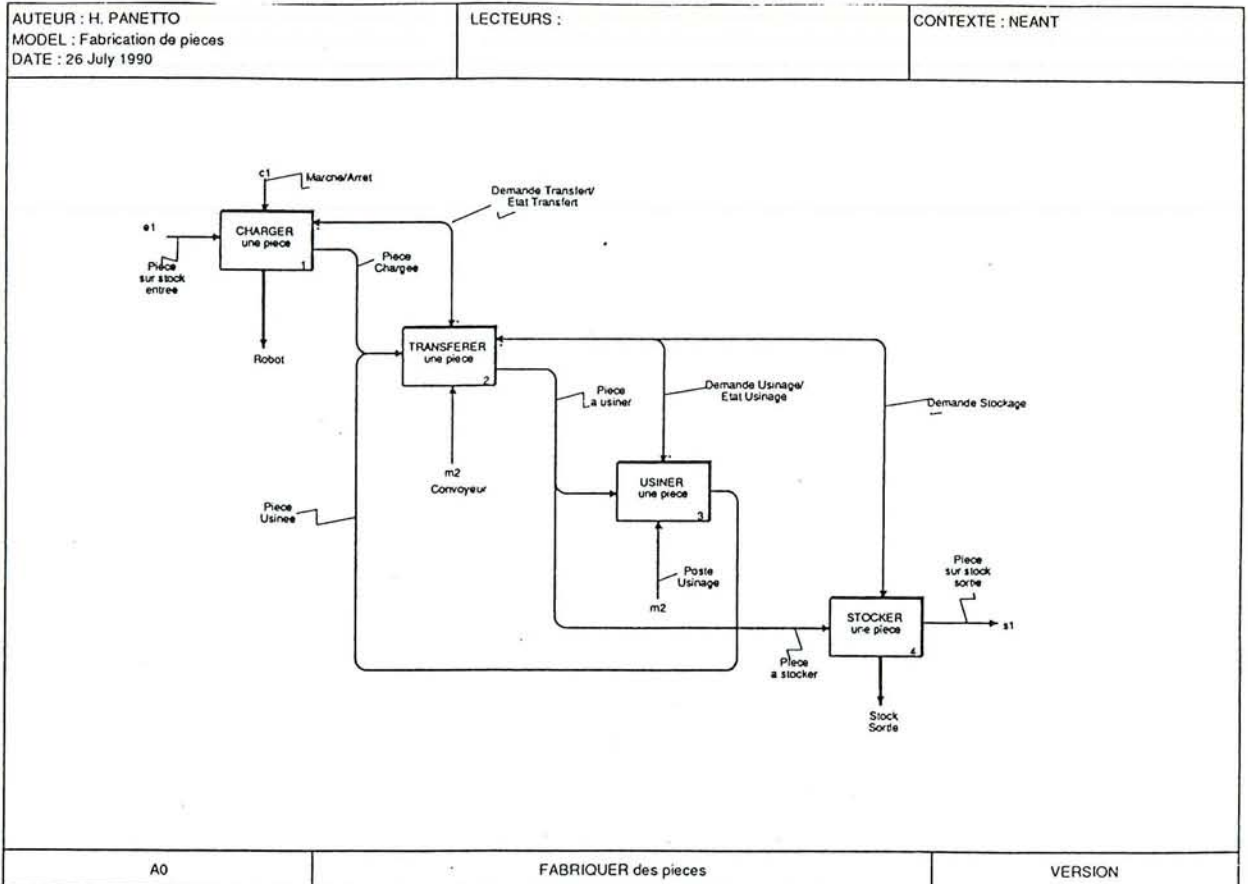 AUTEUR : H. PANETTO
MODEL : Fabrication de pieces
DATE : 26 July 1990
LECTEURS :
CONTEXTE : NEANT
c1
Marche/Arret
Demande Transfert/
Etat Transfert
e1
CHARGER
une piece
1
Piece
sur stock
entree
Piece
Chargee
Robot
TRANSFERER
une piece
2
Piece
a usiner
Demande Usinage/
Etat Usinage
Demande Stockage
m2
Convoyeur
USINER
une piece
3
Piece
Usinee
Poste
Usinage
m2
Piece
sur stock
sortie
STOCKER
une piece
4
s1
Piece
a stocker
Stock
Sortie
A0
FABRIQUER des pieces
VERSION